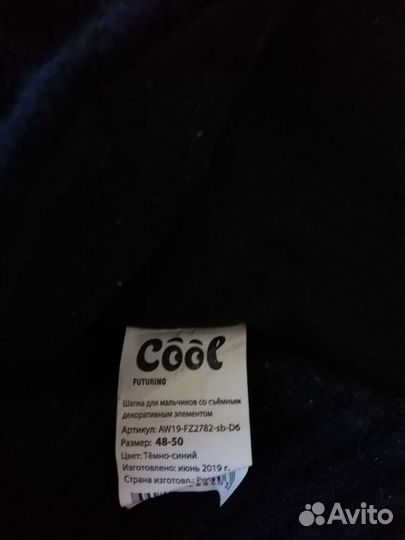 Côôl
FUTURINO
Шапка для мальчиков со съёмным
декоративным элементом
Артикул: AW19-FZ2782-sb-D6
Размер: 48-50
Цвет: Тёмно-синий
Изготовлено: июнь 2019 г.
Страна изготовл.:
Avito